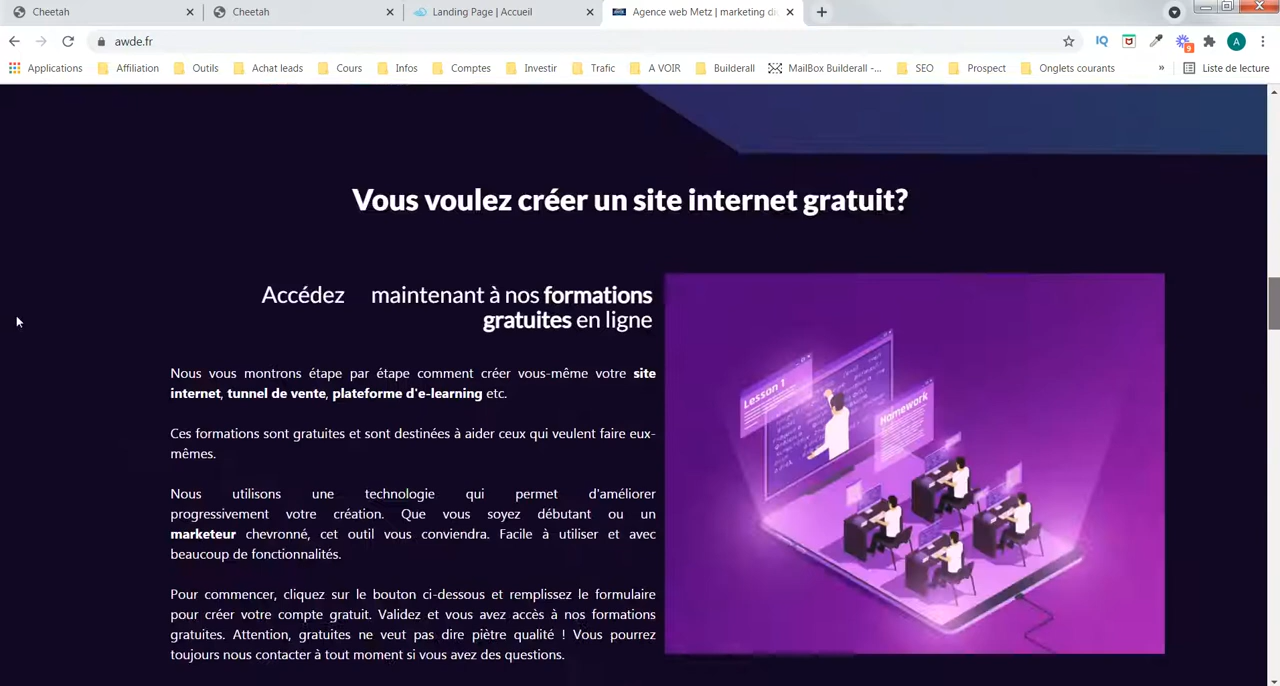 Cheetah
Cheetah
Landing Page | Accueil
Agence web Metz | marketing di
awde.fr
IQ
9
A
Applications
Affiliation
Outils
Achat leads
Cours
Infos
Comptes
Investir
Trafic
A VOIR
Builderall
MailBox Builderall -...
SEO
Prospect
Onglets courants
»
Liste de lecture
Vous voulez créer un site internet gratuit?
Accédez maintenant à nos formations
gratuites en ligne
Nous vous montrons étape par étape comment créer vous-même votre site
internet, tunnel de vente, plateforme d'e-learning etc.
Ces formations sont gratuites et sont destinées à aider ceux qui veulent faire eux-
mêmes.
Nous utilisons une technologie qui permet d'améliorer
progressivement votre création. Que vous soyez débutant ou un
marketeur chevronné, cet outil vous conviendra. Facile à utiliser et avec
beaucoup de fonctionnalités.
Pour commencer, cliquez sur le bouton ci-dessous et remplissez le formulaire
pour créer votre compte gratuit. Validez et vous avez accès à nos formations
gratuites. Attention, gratuites ne veut pas dire piètre qualité ! Vous pourrez
toujours nous contacter à tout moment si vous avez des questions.
Lesson 1
Homework